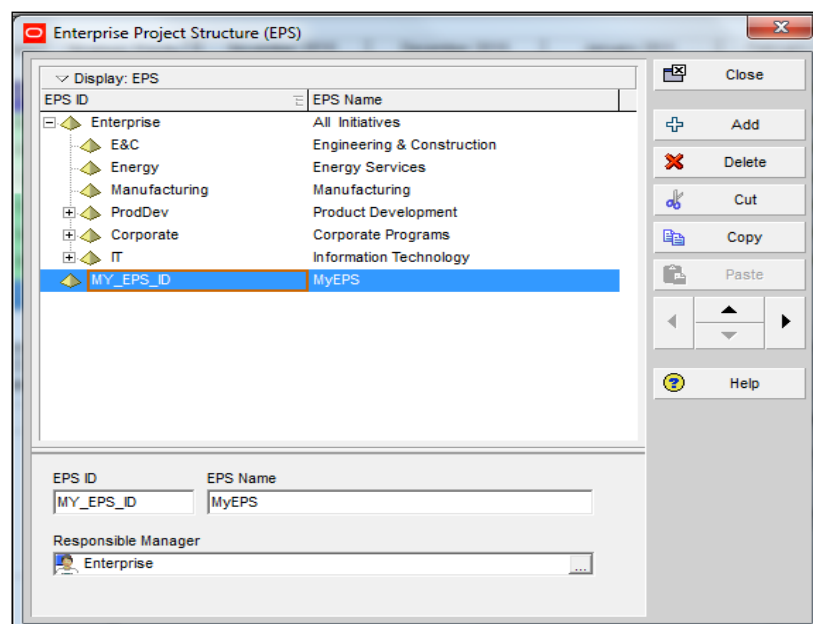 Enterprise Project Structure (EPS)
Display: EPS
EPS ID EPS Name
Enterprise All Initiatives
E&C Engineering & Construction
Energy Energy Services
Manufacturing Manufacturing
ProdDev Product Development
Corporate Corporate Programs
IT Information Technology
MY_EPS_ID MyEPS
Close
Add
Delete
Cut
Copy
Paste
Help
EPS ID EPS Name
MY_EPS_ID MyEPS
Responsible Manager
Enterprise
...